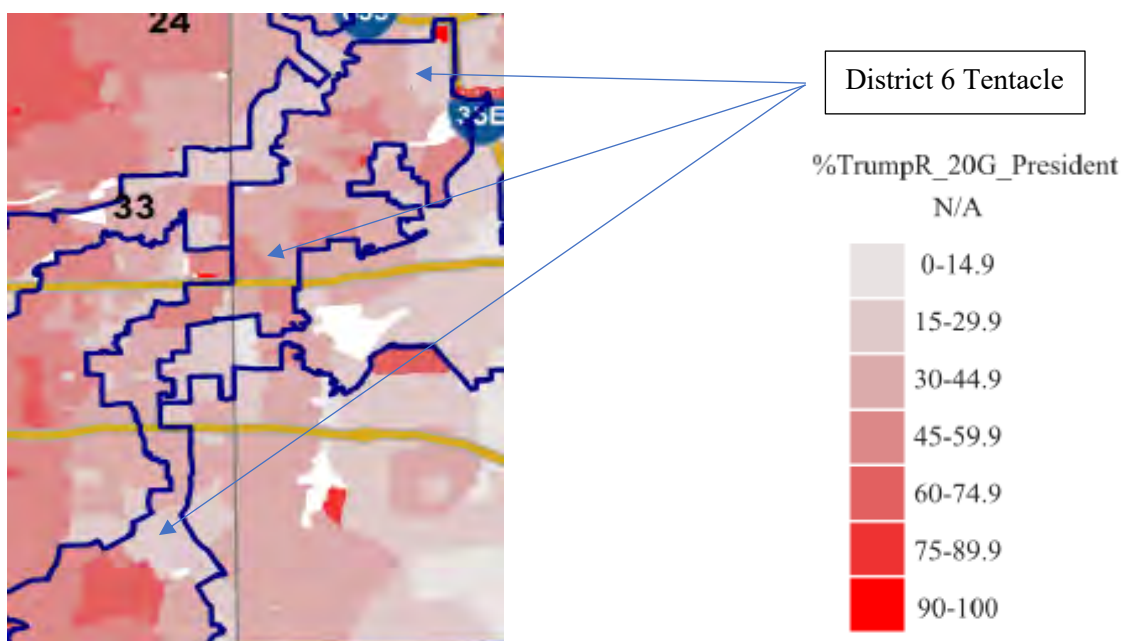 24
33
35E
District 6 Tentacle
%TrumpR_20G_President
N/A
0-14.9
15-29.9
30-44.9
45-59.9
60-74.9
75-89.9
90-100